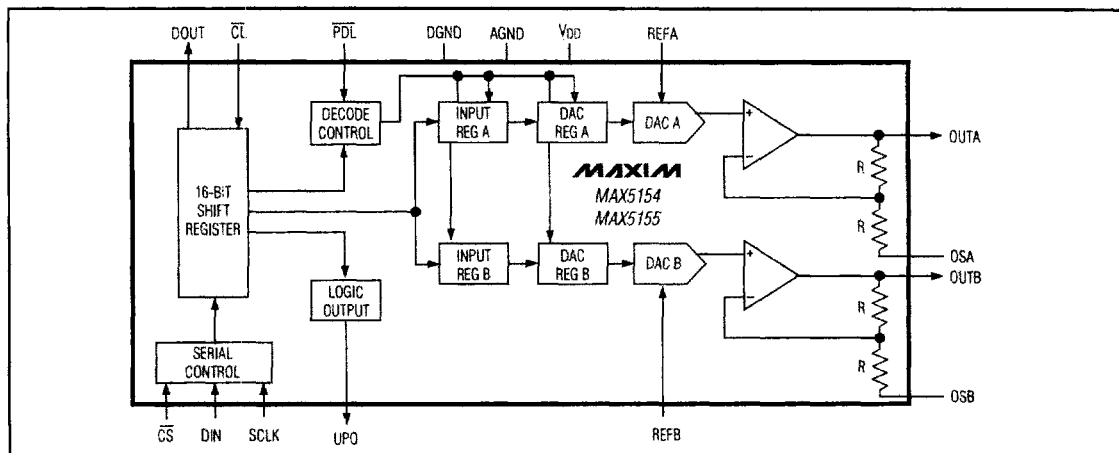 DOUT
CL
PDL
DGND
AGND
VDD
REFA
16-BIT
SHIFT
REGISTER
DECODE
CONTROL
INPUT
REG A
DAC
REG A
DAC A
+
−
R
R
OUTA
OSA
MAXIM
MAX5154
MAX5155
INPUT
REG B
DAC
REG B
DAC B
+
−
R
R
OUTB
OSB
LOGIC
OUTPUT
SERIAL
CONTROL
CS
DIN
SCLK
UPO
REFB